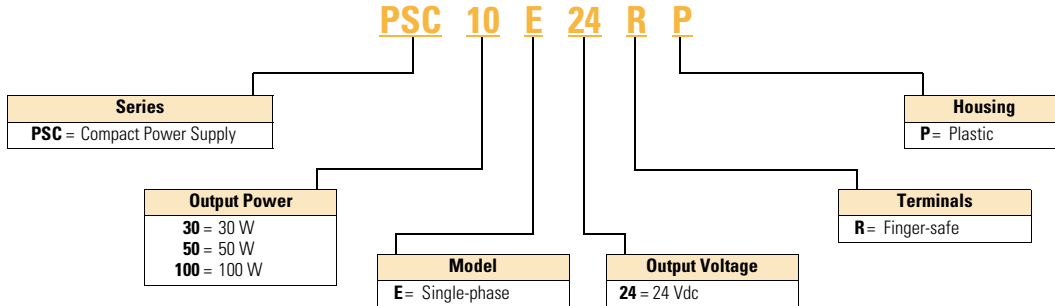 PSC 10 E 24 R P
Series
PSC = Compact Power Supply
Housing
P = Plastic
Output Power
30 = 30 W
50 = 50 W
100 = 100 W
Terminals
R = Finger-safe
Model
E = Single-phase
Output Voltage
24 = 24 Vdc